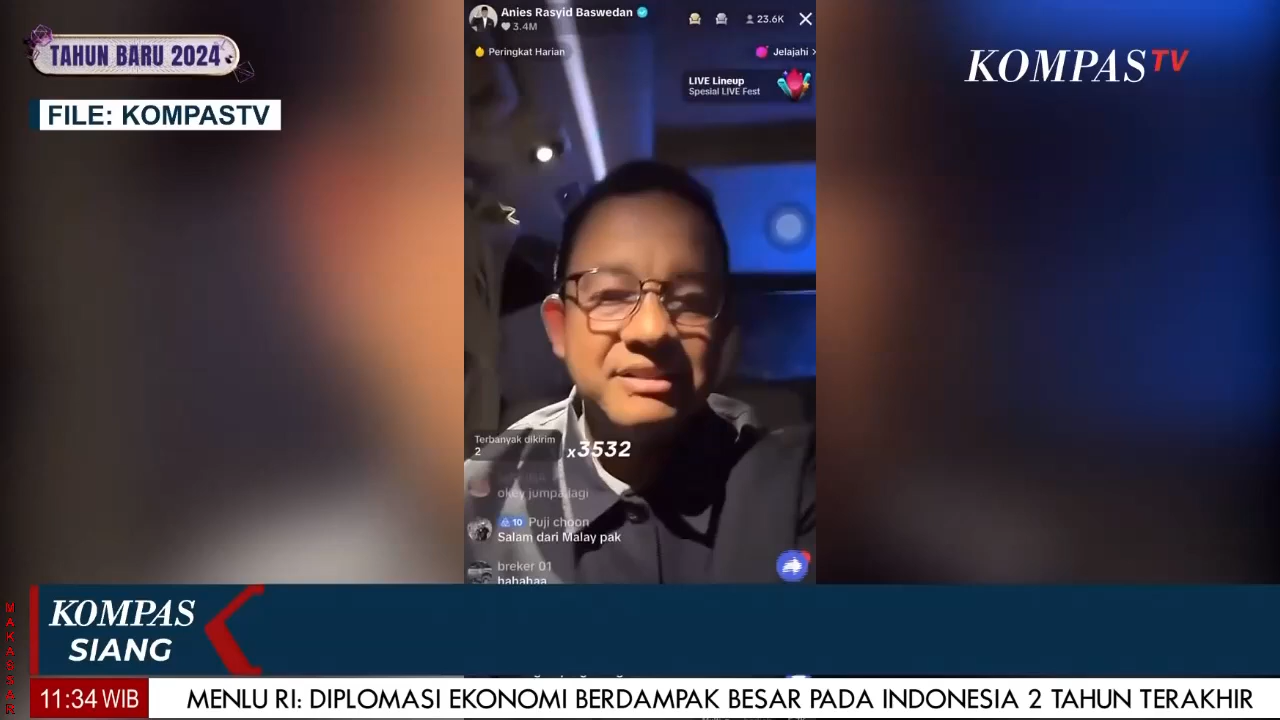 Anies Rasyid Baswedan
3.4M
23.6K
TAHUN BARU 2024
Peringkat Harian
Jelajahi
KOMPAS TV
LIVE Lineup
Spesial LIVE Fest
FILE: KOMPASTV
Terbanyak dikirim
2
x3532
okey jumpa lagi
10 Puji choon
Salam dari Malay pak
breker 01
hahahaa
KOMPAS
SIANG
MAKASSAR
11:34 WIB
MENLU RI: DIPLOMASI EKONOMI BERDAMPAK BESAR PADA INDONESIA 2 TAHUN TERAKHIR